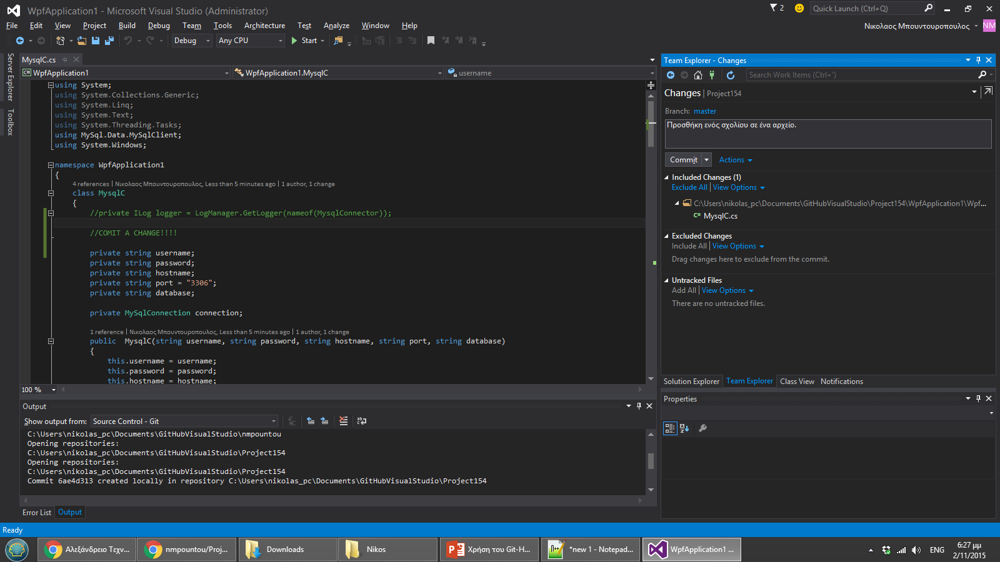 WpfApplication1 - Microsoft Visual Studio (Administrator)
2
Quick Launch (Ctrl+Q)
File Edit View Project Build Debug Team Tools Architecture Test Analyze Window Help
Νικολαος Μπουντουροπουλος
NM
Debug
Any CPU
Start
Server Explorer
Toolbox
MysqlC.cs
WpfApplication1
WpfApplication1.MysqlC
username
using System;
using System.Collections.Generic;
using System.Linq;
using System.Text;
using System.Threading.Tasks;
using MySql.Data.MySqlClient;
using System.Windows;
namespace WpfApplication1
{
4 references | Νικολαος Μπουντουροπουλος, Less than 5 minutes ago | 1 author, 1 change
class MysqlC
{
//private ILog logger = LogManager.GetLogger(nameof(MysqlConnector));
//COMIT A CHANGE!!!!
private string username;
private string password;
private string hostname;
private string port = "3306";
private string database;
private MySqlConnection connection;
1 reference | Νικολαος Μπουντουροπουλος, Less than 5 minutes ago | 1 author, 1 change
public  MysqlC(string username, string password, string hostname, string port, string database)
{
this.username = username;
this.password = password;
this.hostname = hostname;
100 %
Output
Show output from:
Source Control - Git
C:\Users\nikolas_pc\Documents\GitHubVisualStudio\nmpountou
Opening repositories:
C:\Users\nikolas_pc\Documents\GitHubVisualStudio\Project154
Opening repositories:
C:\Users\nikolas_pc\Documents\GitHubVisualStudio\Project154
Commit 6ae4d313 created locally in repository C:\Users\nikolas_pc\Documents\GitHubVisualStudio\Project154
Error List
Output
Team Explorer - Changes
Search Work Items (Ctrl+')
Changes | Project154
Branch: master
Προσθήκη ενός σχολίου σε ένα αρχείο.
Commit
Actions
Included Changes (1)
Exclude All | View Options
C:\Users\nikolas_pc\Documents\GitHubVisualStudio\Project154\WpfApplication1\Wpf...
C# MysqlC.cs
Excluded Changes
Include All | View Options
Drag changes here to exclude from the commit.
Untracked Files
Add All | View Options
There are no untracked files.
Solution Explorer
Team Explorer
Class View
Notifications
Properties
Ready
Αλεξάνδρειο Τεχν...
nmpountou/Proj...
Downloads
Nikos
Χρήση του Git-H...
*new 1 - Notepad...
WpfApplication1 ...
ENG
6:27 μμ
2/11/2015